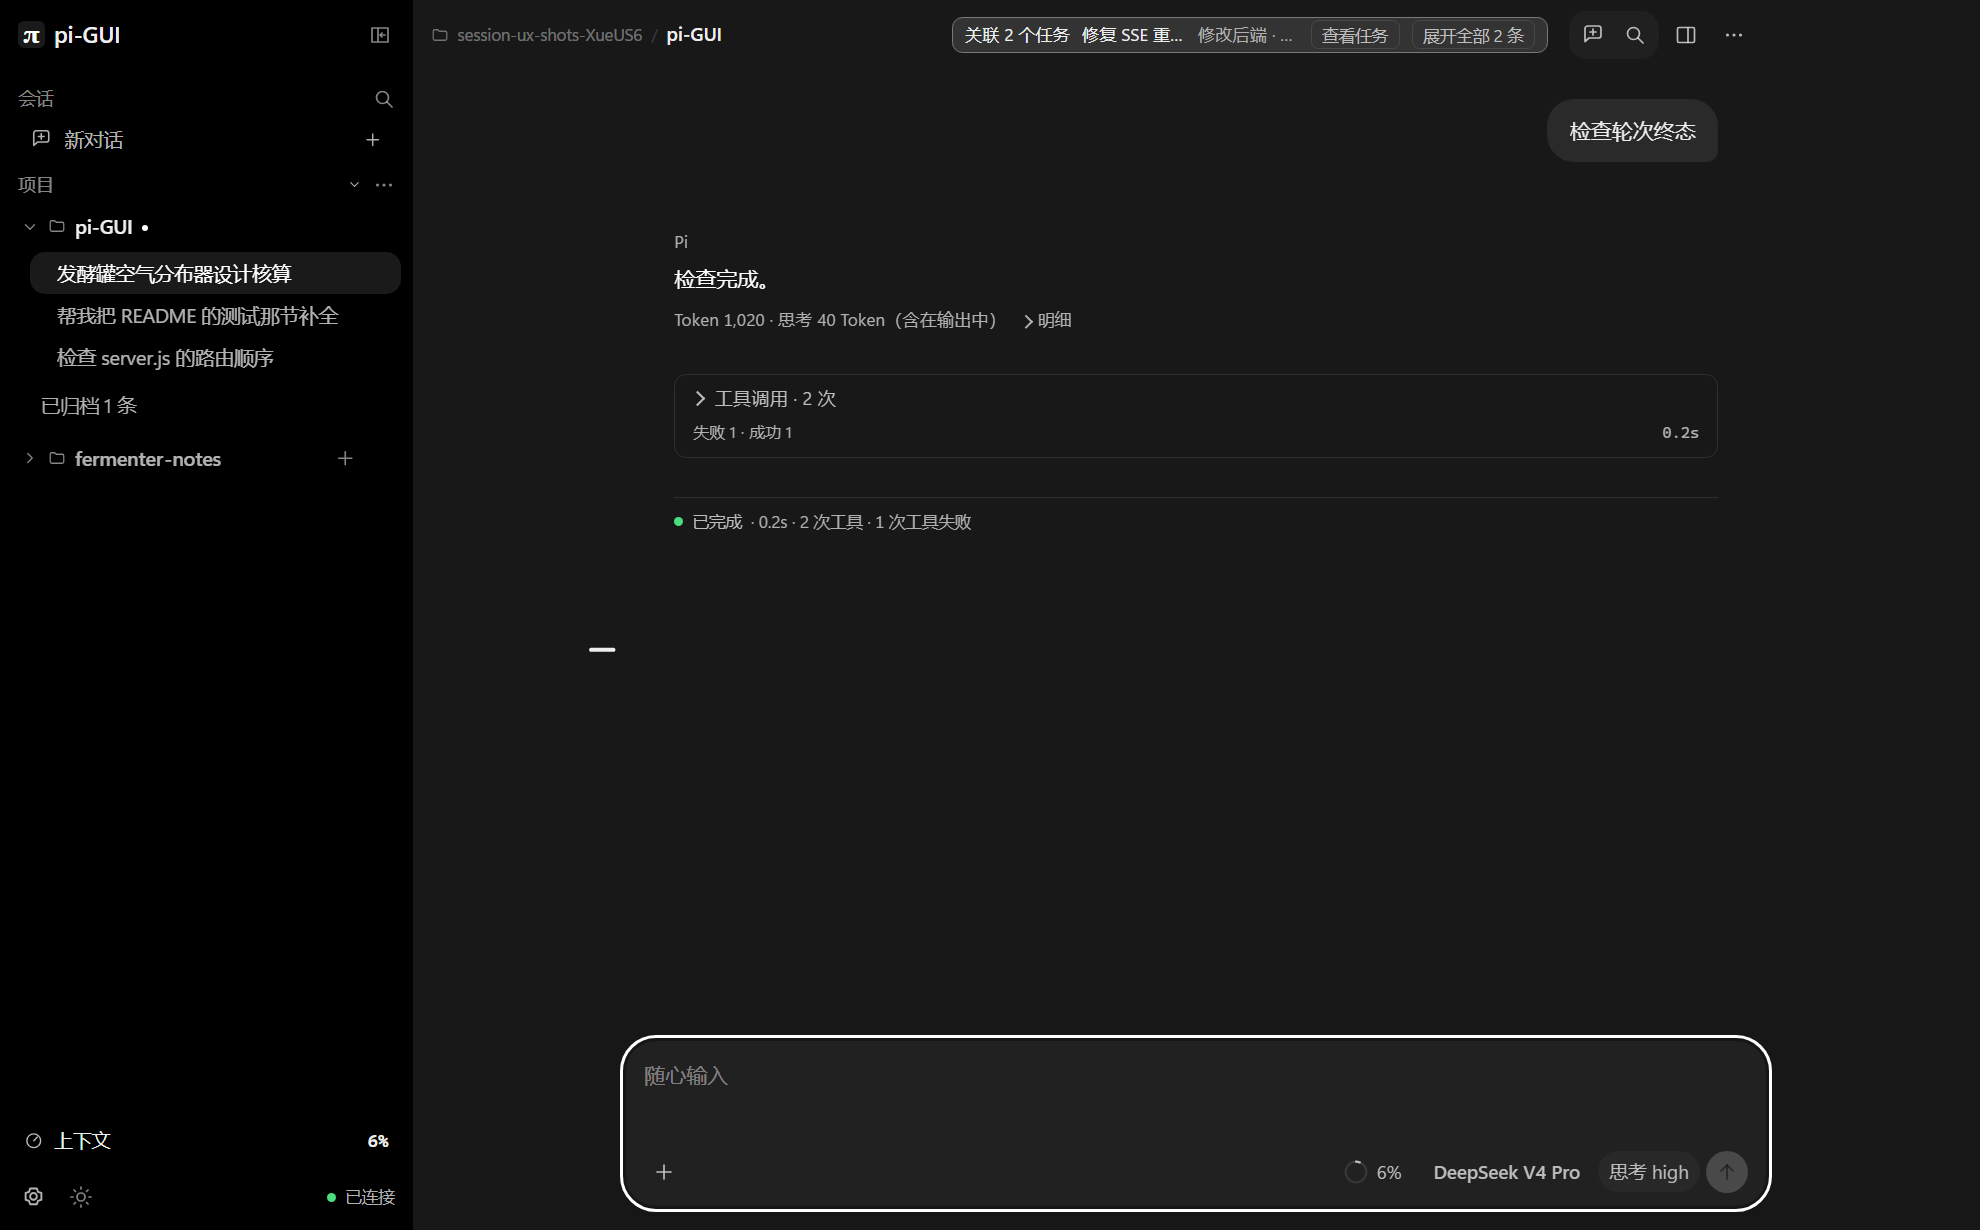 π pi-GUI
会话
新对话
项目
pi-GUI
发酵罐空气分布器设计核算
帮我把 README 的测试那节补全
检查 server.js 的路由顺序
已归档 1 条
fermenter-notes
上下文 6%
已连接
session-ux-shots-XueUS6 / pi-GUI
关联 2 个任务 修复 SSE 重... 修改后端 · ... 查看任务 展开全部 2 条
检查轮次终态
Pi
检查完成。
Token 1,020 · 思考 40 Token（含在输出中） 明细
工具调用 · 2 次
失败 1 · 成功 1 0.2s
已完成 · 0.2s · 2 次工具 · 1 次工具失败
随心输入
6% DeepSeek V4 Pro 思考 high